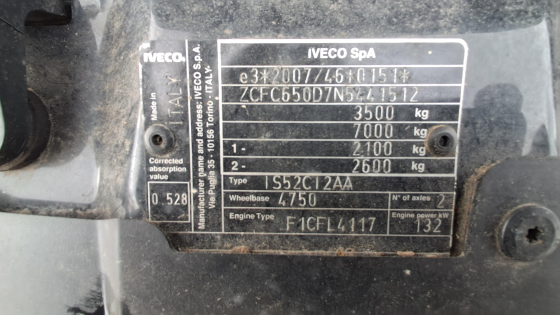 IVECO
Made in
ITALY
Corrected
absorption
value
0.528
Manufacturer name and address: IVECO S.p.A.
Via Puglia 35 - 10156 Torino - ITALY-
IVECO SpA
e3*2007/46*0151*
ZCFC650D7N5441512
3500 kg
7000 kg
1- 2100 kg
2- 2600 kg
Type IS52CI2AA
Wheelbase 4750 N° of axles 2
Engine Type F1CFL4117 Engine power kW 132